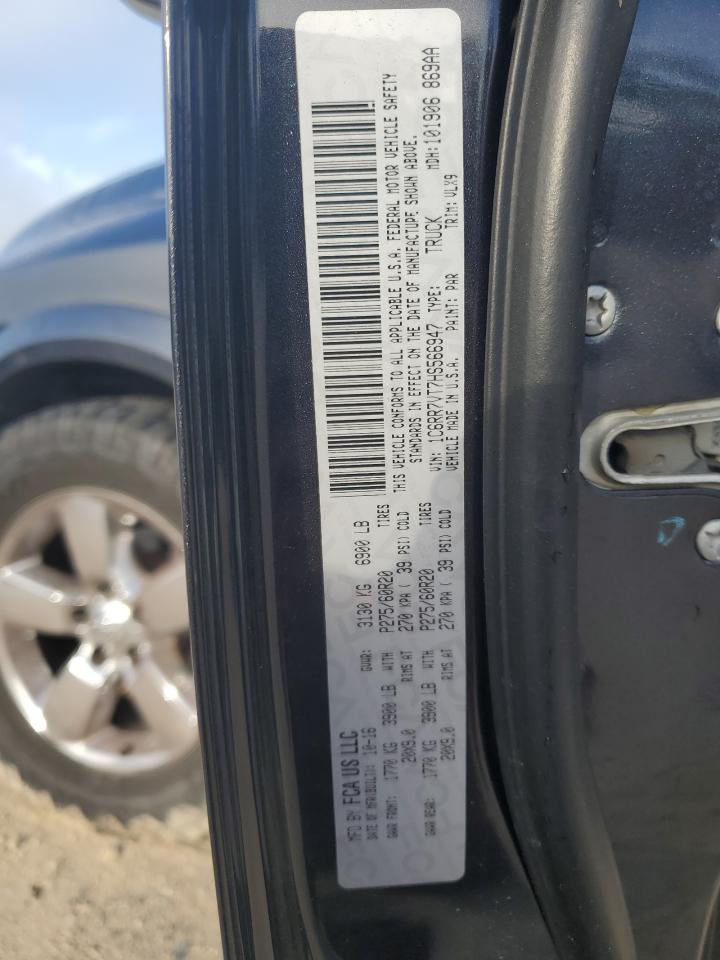 MFD BY FCA US LLC
DATE OF MFR(BUILT): 10-16 GVWR: 3130 KG 6900 LB
GAWR FRONT: 1770 KG 3900 LB WITH P275/60R20 TIRES
20X9.0 RIMS AT 270 KPA ( 39 PSI) COLD
GAWR REAR: 1770 KG 3900 LB WITH P275/60R20 TIRES
20X9.0 RIMS AT 270 KPA ( 39 PSI) COLD
THIS VEHICLE CONFORMS TO ALL APPLICABLE U.S.A. FEDERAL MOTOR VEHICLE SAFETY
STANDARDS IN EFFECT ON THE DATE OF MANUFACTURE SHOWN ABOVE.
VIN: 1C6RR7VT7HS566947 TYPE: TRUCK MDH:101906 869AA
VEHICLE MADE IN U.S.A. PAINT: PAR TRIM: VLX9